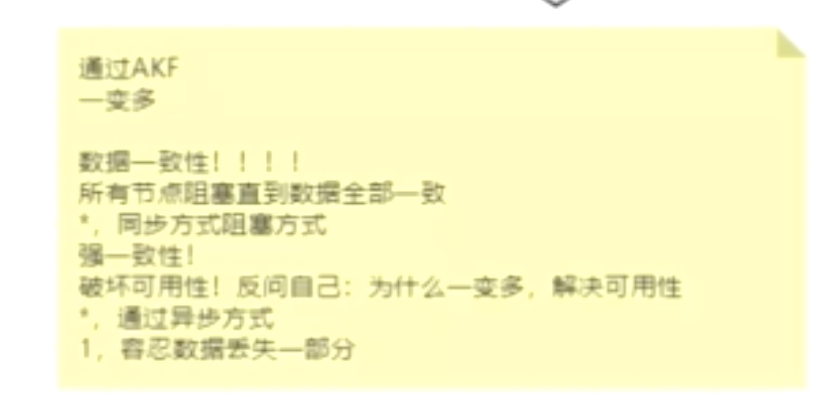 通过AKF
一变多
数据一致性！！！！
所有节点阻塞直到数据全部一致
*，同步方式阻塞方式
强一致性！
破坏可用性！反问自己：为什么一变多，解决可用性
*，通过异步方式
1，容忍数据丢失一部分